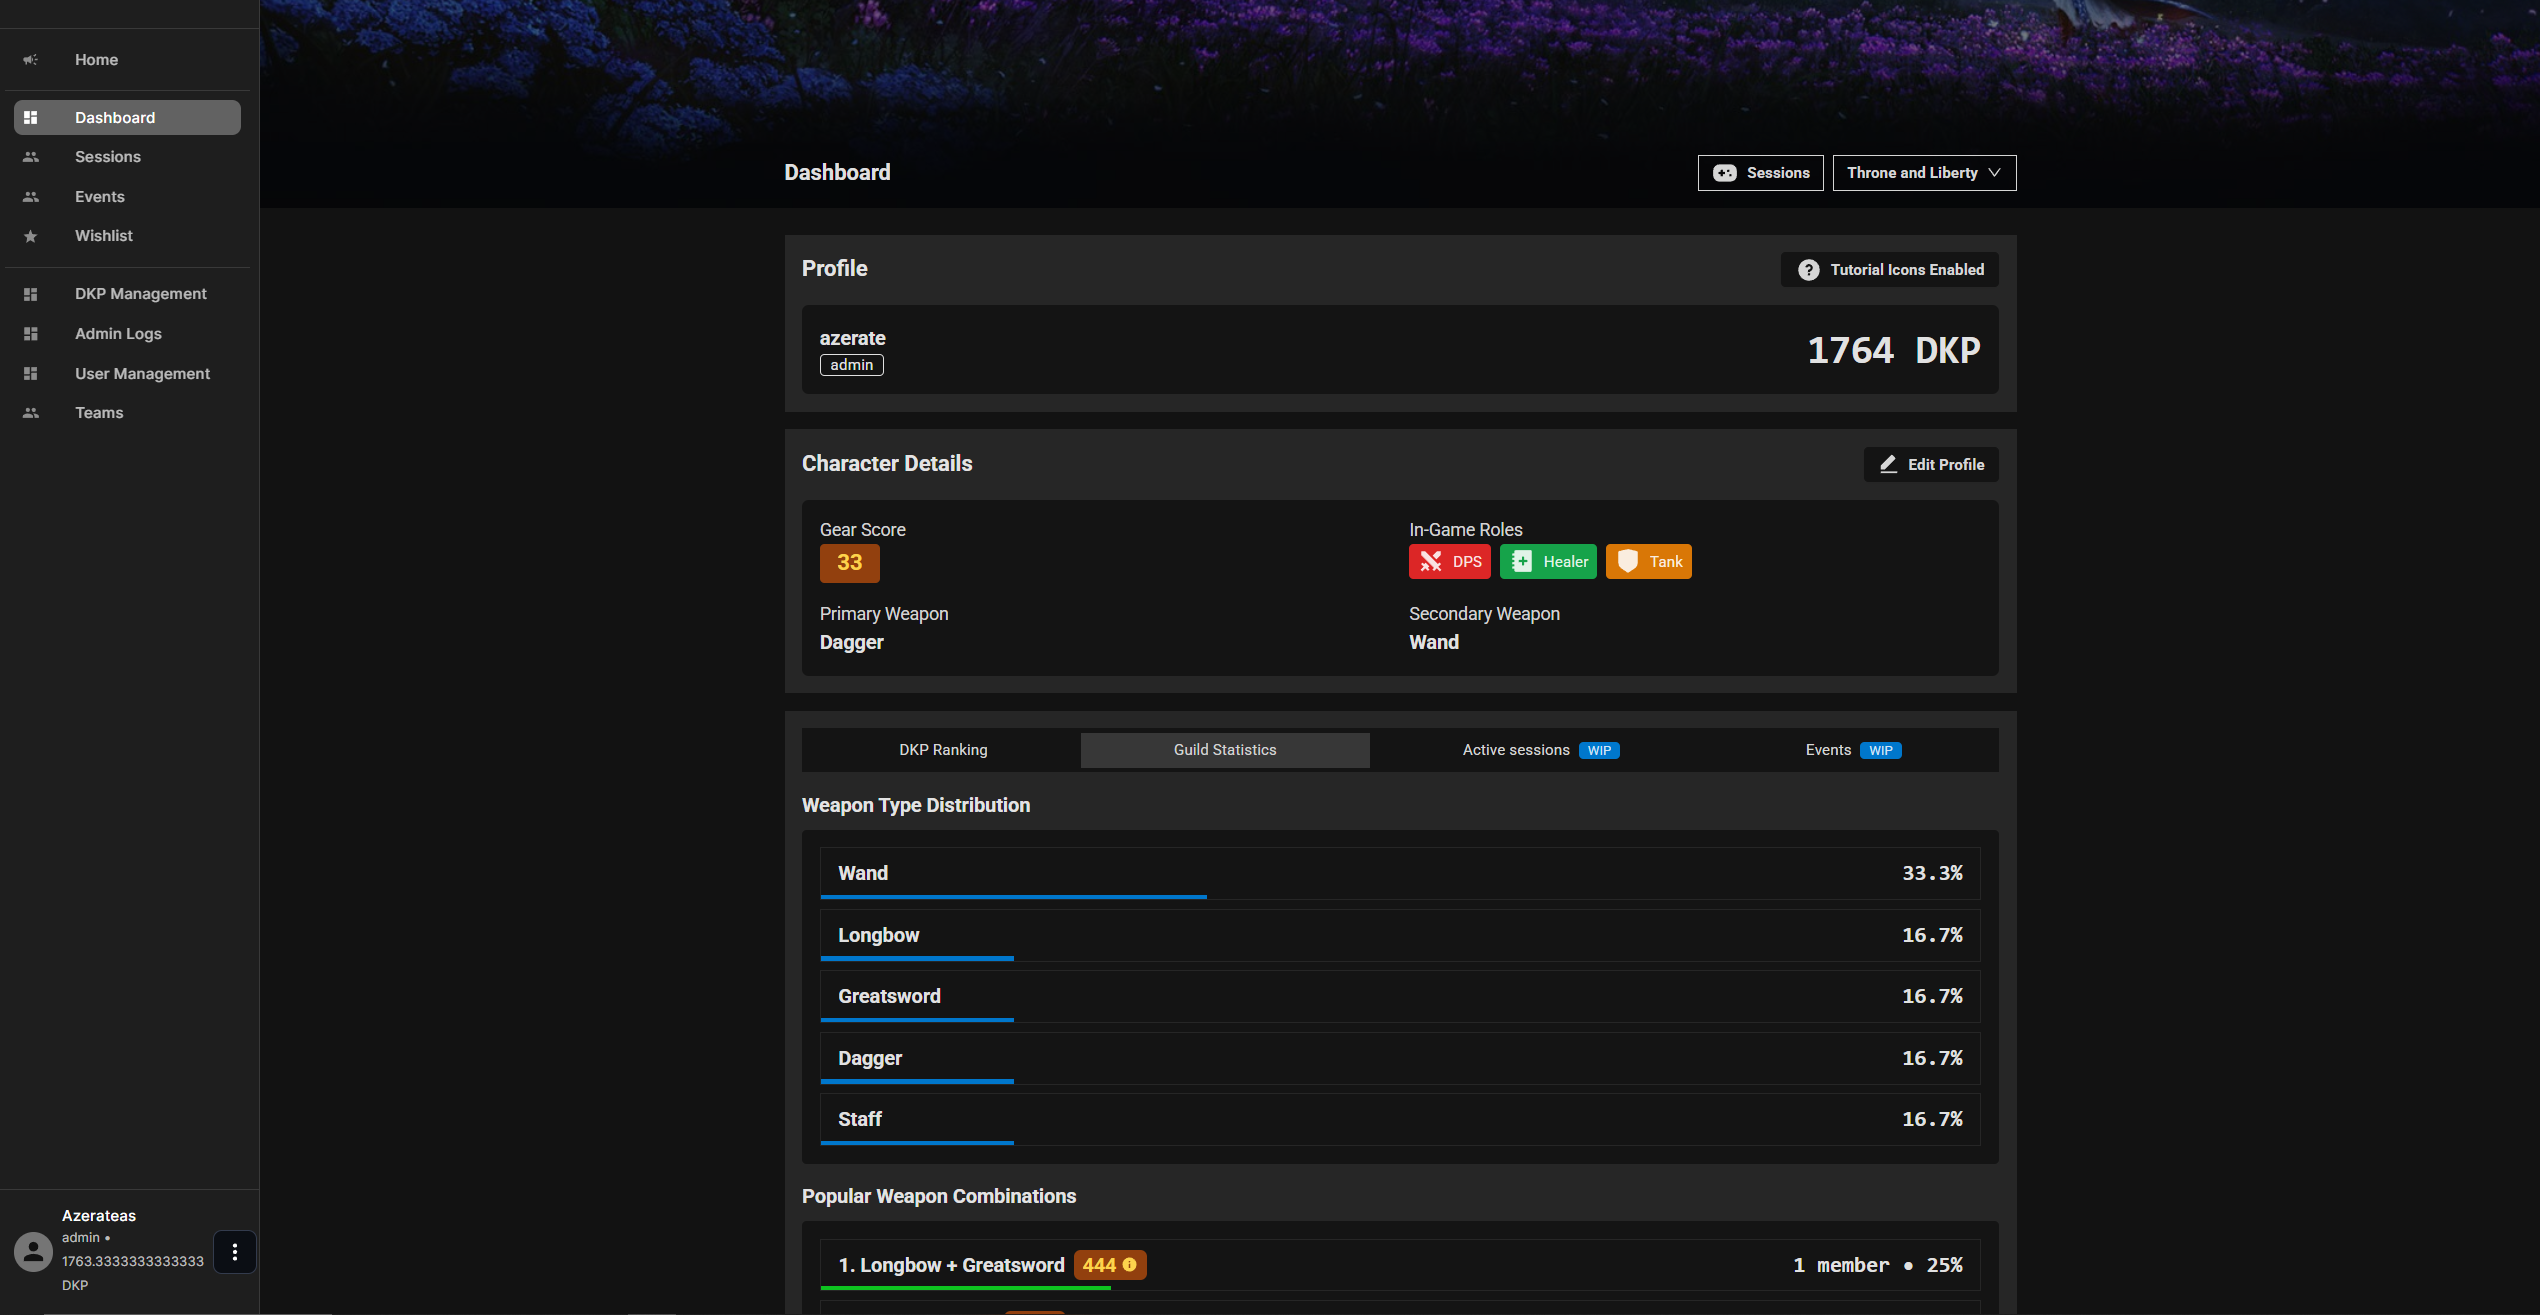 Home
Dashboard
Sessions
Events
Wishlist
DKP Management
Admin Logs
User Management
Teams
Azerateas
admin •
1763.3333333333333
DKP
Dashboard
Sessions
Throne and Liberty
Profile
Tutorial Icons Enabled
azerate
admin
1764 DKP
Character Details
Edit Profile
Gear Score
33
In-Game Roles
DPS
Healer
Tank
Primary Weapon
Dagger
Secondary Weapon
Wand
DKP Ranking
Guild Statistics
Active sessions WIP
Events WIP
Weapon Type Distribution
Wand 33.3%
Longbow 16.7%
Greatsword 16.7%
Dagger 16.7%
Staff 16.7%
Popular Weapon Combinations
1. Longbow + Greatsword 444 1 member • 25%